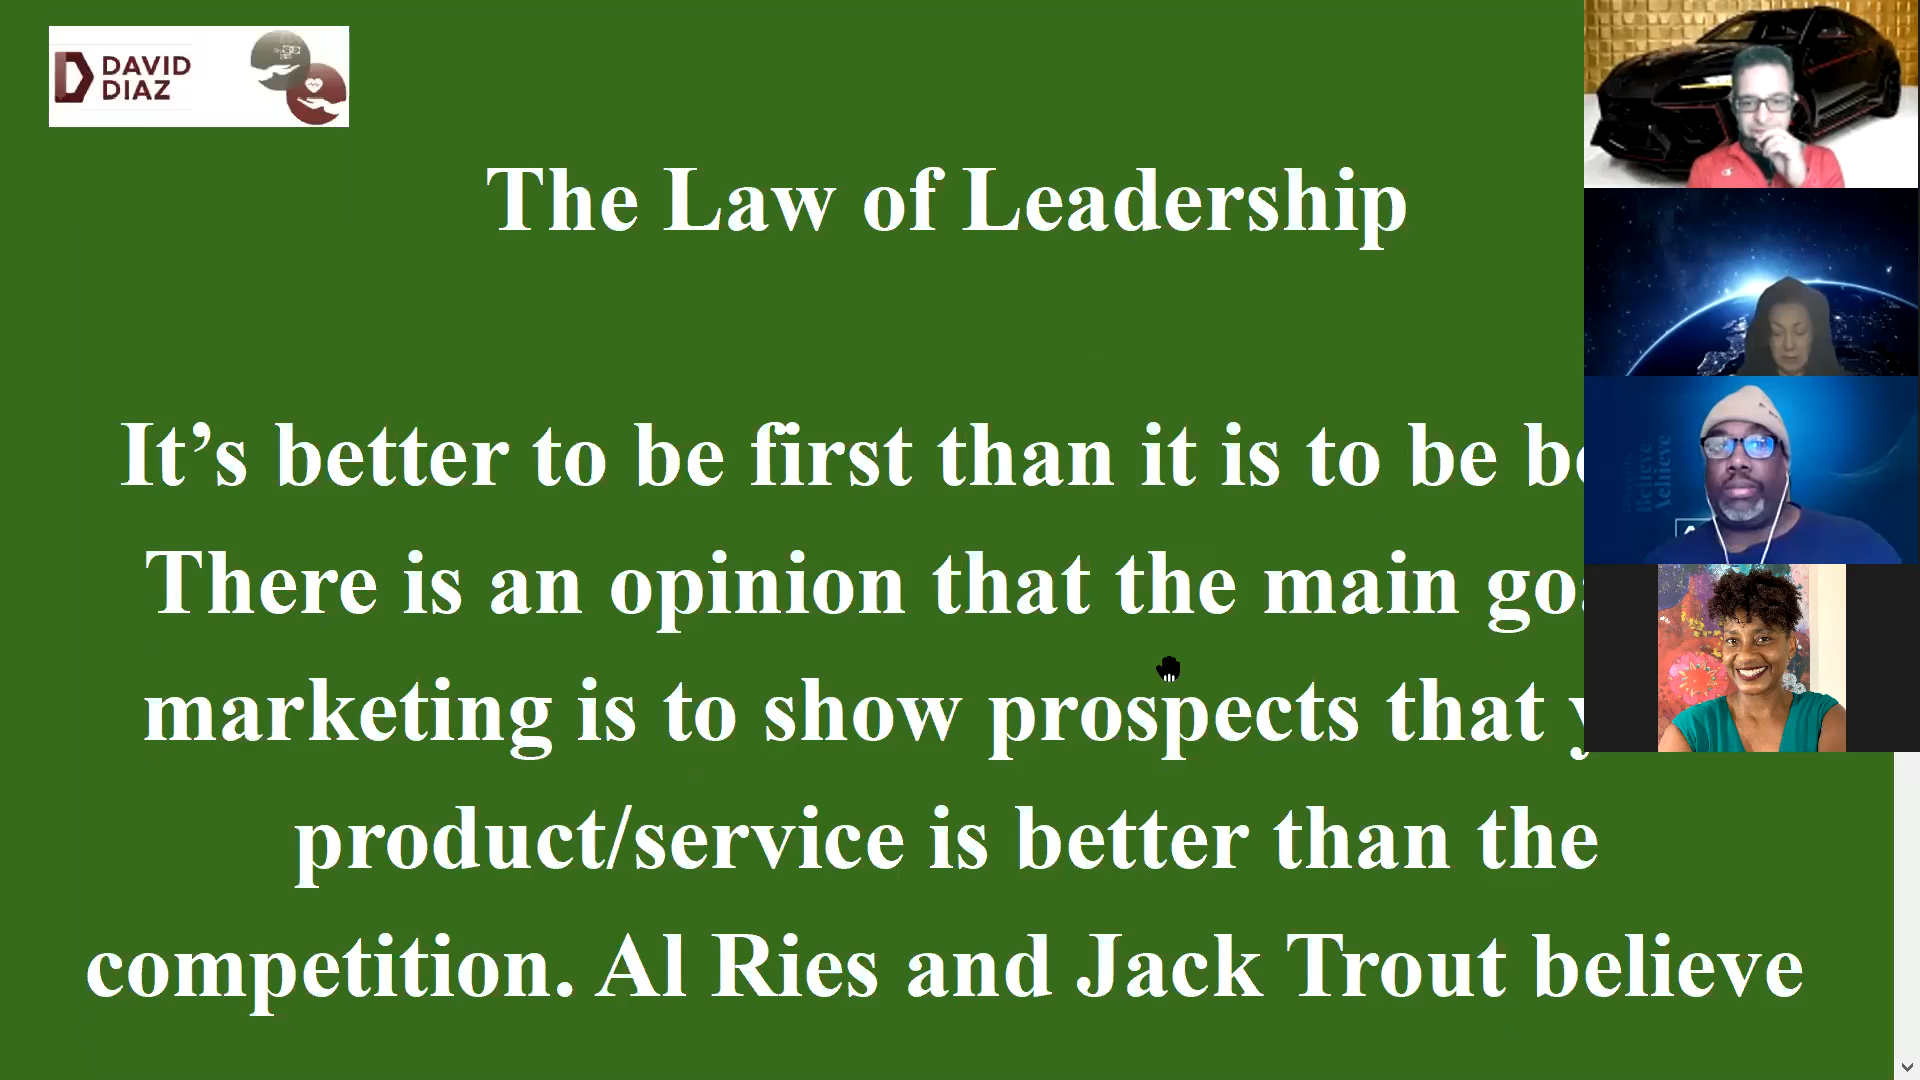 DAVID
DIAZ
The Law of Leadership
It’s better to be first than it is to be
There is an opinion that the main
marketing is to show prospects that
product/service is better than the
competition. Al Ries and Jack Trout believe
Believe
Achieve